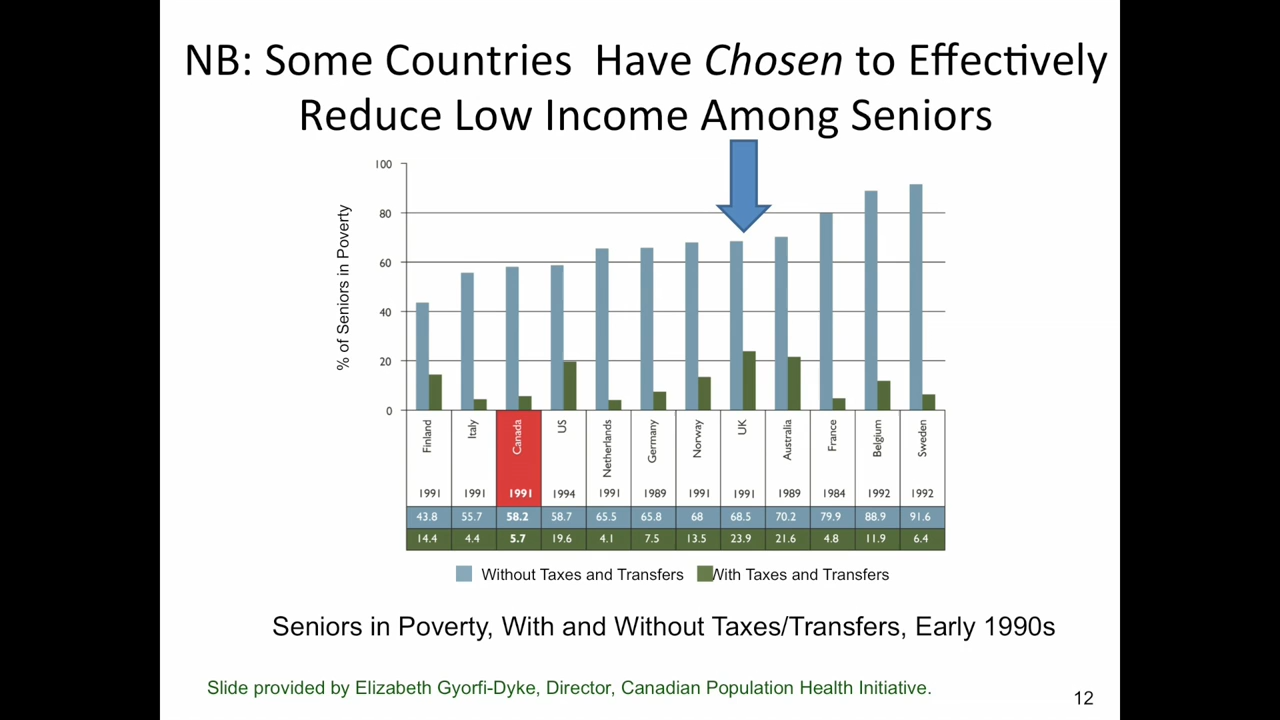 NB: Some Countries  Have Chosen to Effectively
Reduce Low Income Among Seniors
% of Seniors in Poverty
100
80
60
40
20
0
Finland Italy Canada US Netherlands Germany Norway UK Australia France Belgium Sweden
1991 1991 1991 1994 1991 1989 1991 1991 1989 1984 1992 1992
43.8 55.7 58.2 58.7 65.5 65.8 68 68.5 70.2 79.9 88.9 91.6
14.4 4.4 5.7 19.6 4.1 7.5 13.5 23.9 21.6 4.8 11.9 6.4
Without Taxes and Transfers With Taxes and Transfers
Seniors in Poverty, With and Without Taxes/Transfers, Early 1990s
Slide provided by Elizabeth Gyorfi-Dyke, Director, Canadian Population Health Initiative.
12